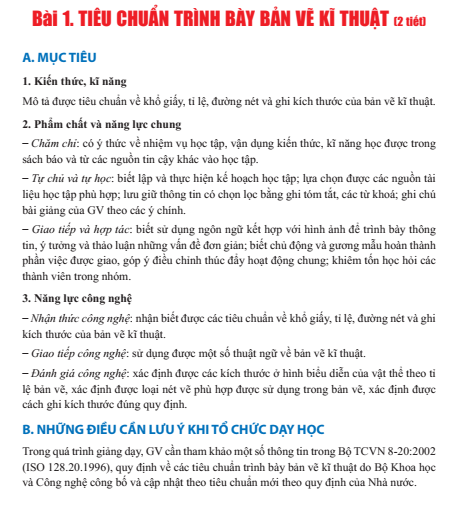 Bài 1. TIÊU CHUẨN TRÌNH BÀY BẢN VẼ KĨ THUẬT (2 tiết)
A. MỤC TIÊU
1. Kiến thức, kĩ năng
Mô tả được tiêu chuẩn về khổ giấy, tỉ lệ, đường nét và ghi kích thước của bản vẽ kĩ thuật.
2. Phẩm chất và năng lực chung
– Chăm chỉ: có ý thức về nhiệm vụ học tập, vận dụng kiến thức, kĩ năng học được trong
sách báo và từ các nguồn tin cậy khác vào học tập.
– Tự chủ và tự học: biết lập và thực hiện kế hoạch học tập; lựa chọn được các nguồn tài
liệu học tập phù hợp; lưu giữ thông tin có chọn lọc bằng ghi tóm tắt, các từ khoá; ghi chú
bài giảng của GV theo các ý chính.
– Giao tiếp và hợp tác: biết sử dụng ngôn ngữ kết hợp với hình ảnh để trình bày thông
tin, ý tưởng và thảo luận những vấn đề đơn giản; biết chủ động và gương mẫu hoàn thành
phần việc được giao, góp ý điều chỉnh thúc đẩy hoạt động chung; khiêm tốn học hỏi các
thành viên trong nhóm.
3. Năng lực công nghệ
– Nhận thức công nghệ: nhận biết được các tiêu chuẩn về khổ giấy, tỉ lệ, đường nét và ghi
kích thước của bản vẽ kĩ thuật.
– Giao tiếp công nghệ: sử dụng được một số thuật ngữ về bản vẽ kĩ thuật.
– Đánh giá công nghệ: xác định được các kích thước ở hình biểu diễn của vật thể theo tỉ
lệ bản vẽ, xác định được loại nét vẽ phù hợp được sử dụng trong bản vẽ, xác định được
cách ghi kích thước đúng quy định.
B. NHỮNG ĐIỀU CẦN LƯU Ý KHI TỔ CHỨC DẠY HỌC
Trong quá trình giảng dạy, GV cần tham khảo một số thông tin trong Bộ TCVN 8-20:2002
(ISO 128.20.1996), quy định về các tiêu chuẩn trình bày bản vẽ kĩ thuật do Bộ Khoa học
và Công nghệ công bố và cập nhật theo tiêu chuẩn mới theo quy định của Nhà nước.